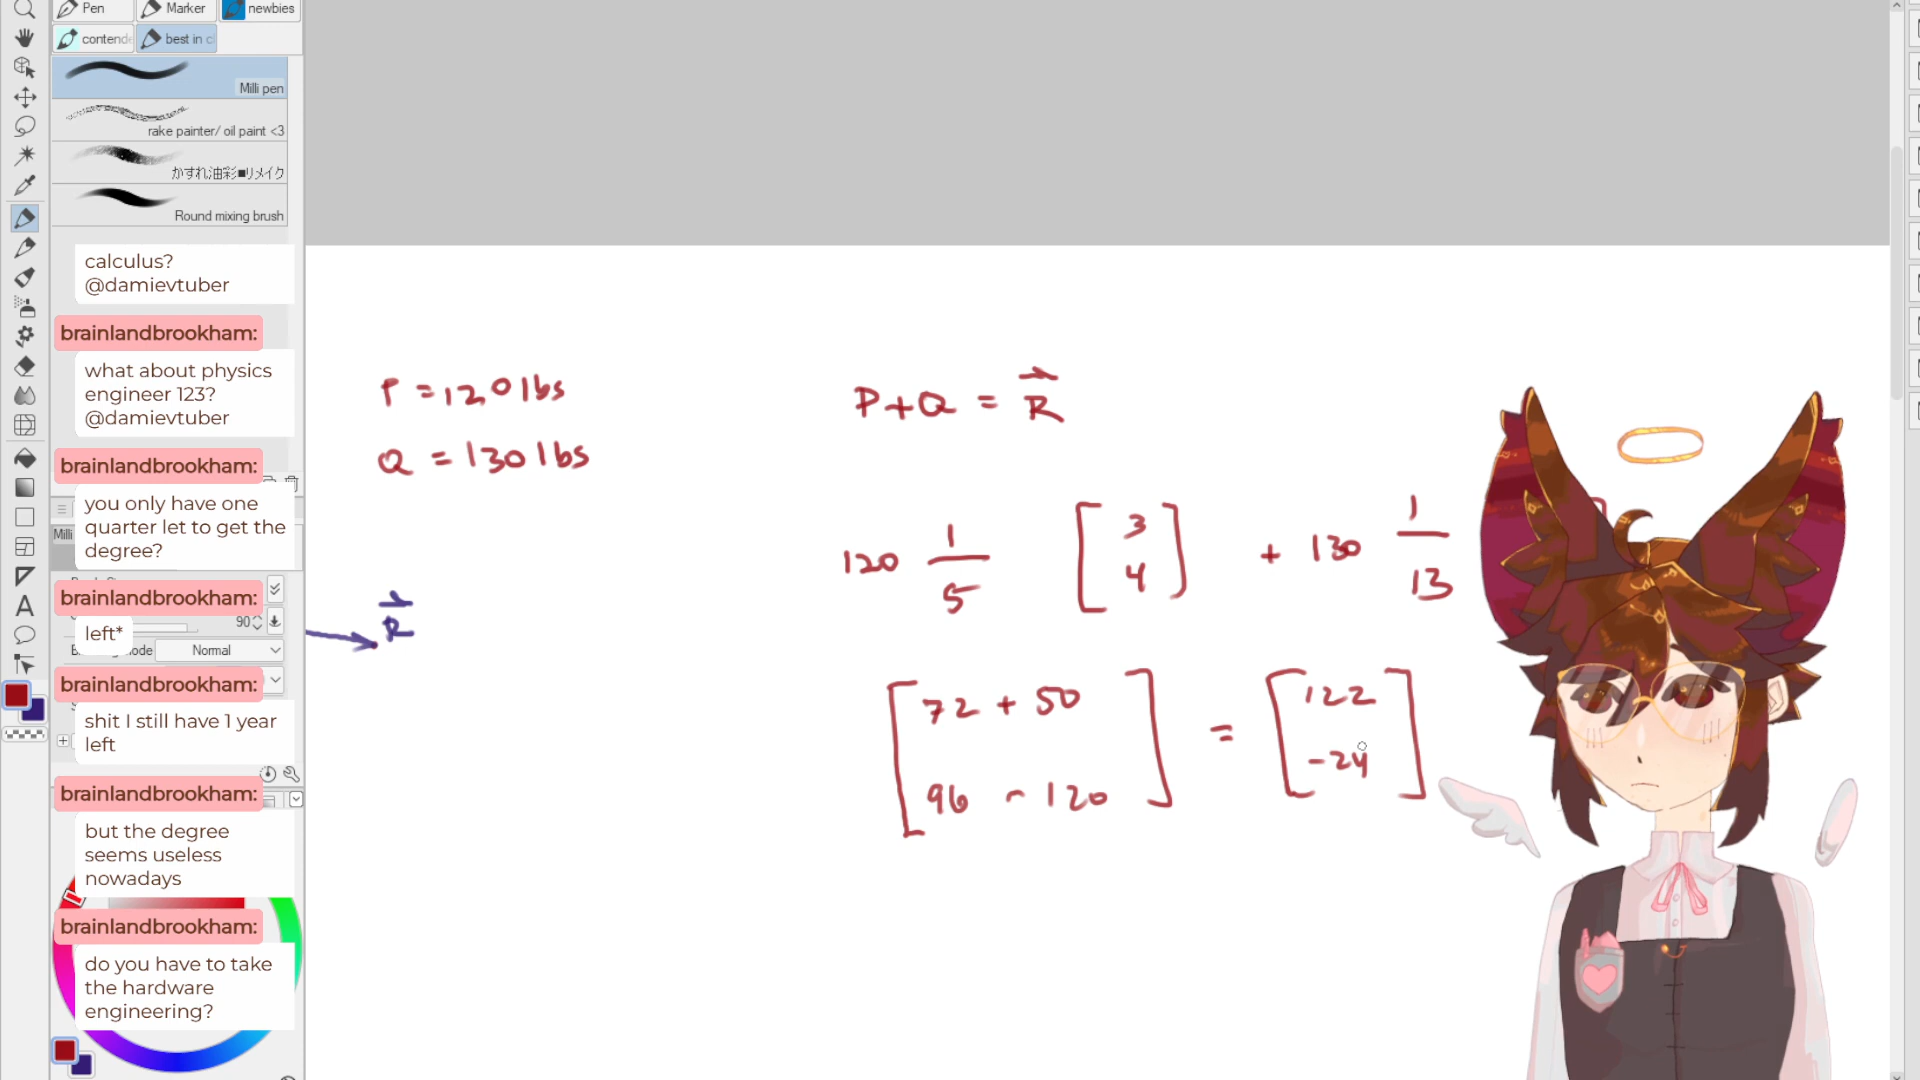 Pen
Marker
newbies
contende
best in c
Milli pen
rake painter/ oil paint <3
かすれ油彩■リメイク
Round mixing brush
calculus?
@damievtuber
brainlandbrookham:
what about physics
engineer 123?
@damievtuber
brainlandbrookham:
you only have one
quarter let to get the
degree?
Milli
brainlandbrookham:
90
left*
mode
Normal
brainlandbrookham:
shit I still have 1 year
left
brainlandbrookham:
but the degree
seems useless
nowadays
brainlandbrookham:
do you have to take
the hardware
engineering?
P = 120 lbs
Q = 130 lbs
R
P+Q = R
120 1/5 [3 4] + 130 1/13
[72 + 50
96 - 120] = [122
-24]